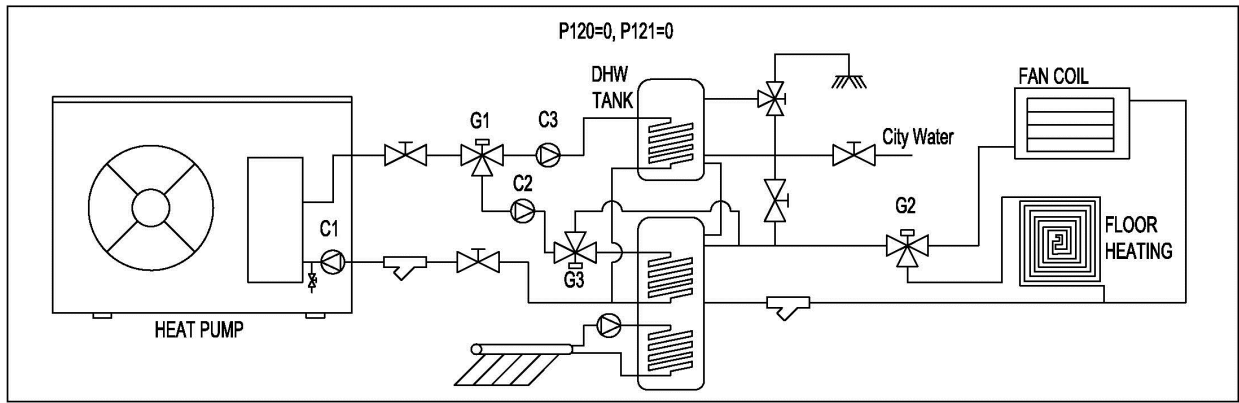 P120=0, P121=0
DHW
TANK
FAN COIL
G1
C3
City Water
C2
G2
C1
FLOOR
HEATING
G3
HEAT PUMP